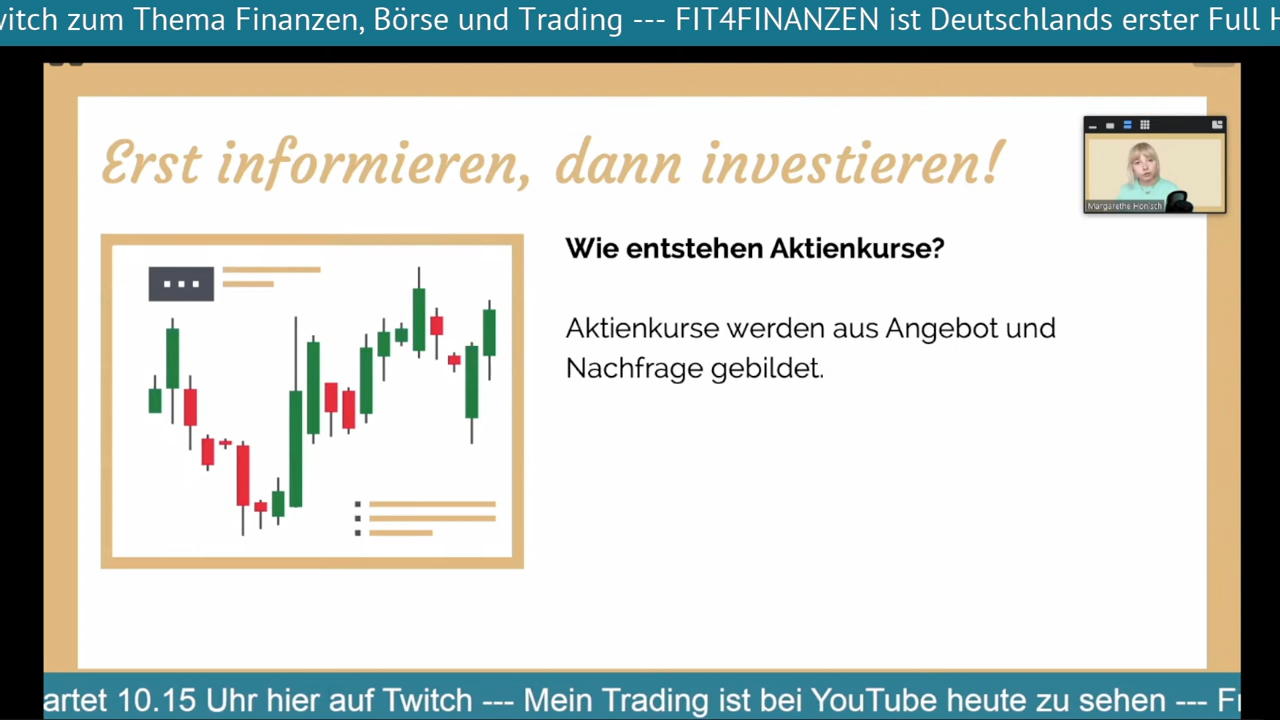 witch zum Thema Finanzen, Börse und Trading --- FIT4FINANZEN ist Deutschlands erster Full H
Erst informieren, dann investieren!
Margarethe Honisch
Wie entstehen Aktienkurse?
Aktienkurse werden aus Angebot und
Nachfrage gebildet.
artet 10.15 Uhr hier auf Twitch --- Mein Trading ist bei YouTube heute zu sehen --- Fr